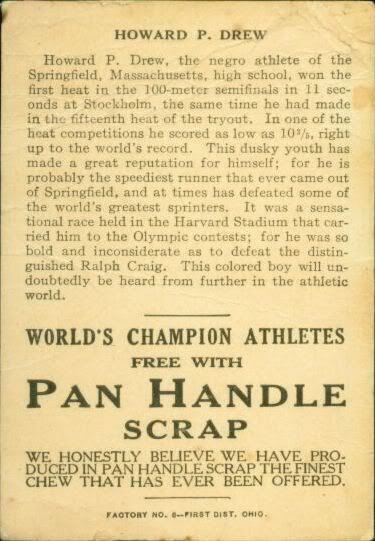 HOWARD P. DREW
Howard P. Drew, the negro athlete of the
Springfield, Massachusetts, high school, won the
first heat in the 100-meter semifinals in 11 sec-
onds at Stockholm, the same time he had made
in the fifteenth heat of the tryout. In one of the
heat competitions he scored as low as 10⅗, right
up to the world's record. This dusky youth has
made a great reputation for himself; for he is
probably the speediest runner that ever came out
of Springfield, and at times has defeated some of
the world's greatest sprinters. It was a sensa-
tional race held in the Harvard Stadium that car-
ried him to the Olympic contests; for he was so
bold and inconsiderate as to defeat the distin-
guished Ralph Craig. This colored boy will un-
doubtedly be heard from further in the athletic
world.
WORLD'S CHAMPION ATHLETES
FREE WITH
PAN HANDLE
SCRAP
WE HONESTLY BELIEVE WE HAVE PRO-
DUCED IN PAN HANDLE SCRAP THE FINEST
CHEW THAT HAS EVER BEEN OFFERED.
FACTORY NO. 6—FIRST DIST. OHIO.